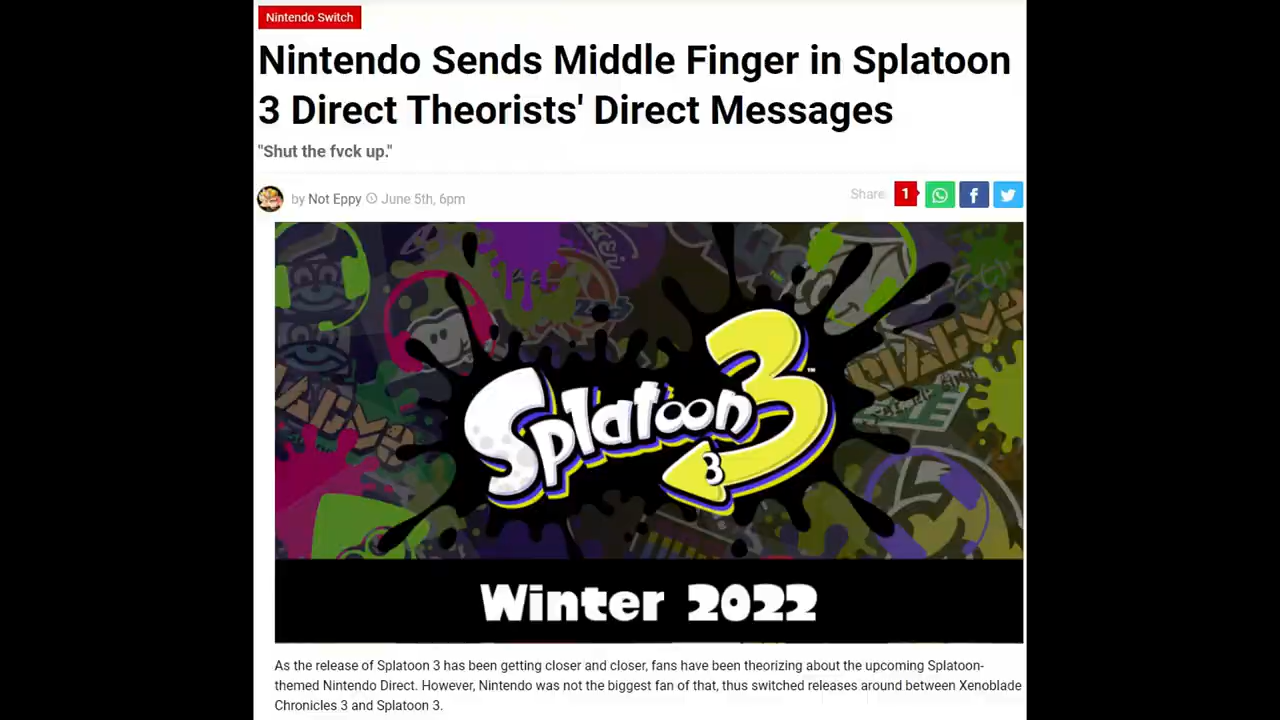 Nintendo Switch
Nintendo Sends Middle Finger in Splatoon
3 Direct Theorists' Direct Messages
"Shut the fvck up."
by Not Eppy June 5th, 6pm
Share 1
Splatoon 3
™
Winter 2022
As the release of Splatoon 3 has been getting closer and closer, fans have been theorizing about the upcoming Splatoon-
themed Nintendo Direct. However, Nintendo was not the biggest fan of that, thus switched releases around between Xenoblade
Chronicles 3 and Splatoon 3.